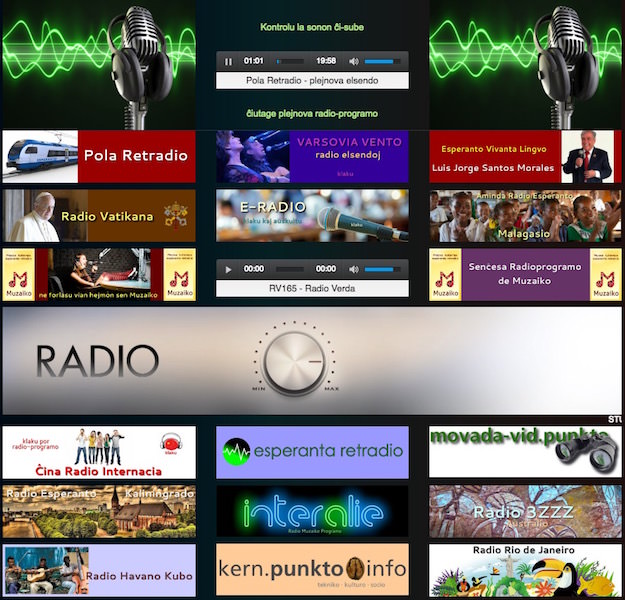 Kontrolu la sonon ĉi-sube
01:01
19:58
Pola Retradio - plejnova elsendo
ĉiutage plejnova radio-programo
Pola Retradio
VARSOVIA VENTO
radio elsendoj
klaku
Esperanto Vivanta Lingvo
Luis Jorge Santos Morales
Radio Vatikana
E-RADIO
klaku kaj aŭskultu
klaku
Aminda Radio Esperanto
Malagasio
Muzaiko
ne forlasu vian hejmon sen Muzaiko
Muzaiko
00:00
00:00
RV165 - Radio Verda
Muzaiko
Senĉesa Radioprogramo
de Muzaiko
Muzaiko
RADIO
MIN
MAX
STU
klaku por
radio-programo
klaku
Ĉina Radio Internacia
esperanta retradio
movada-vid.punkto
Radio Esperanto Kaliningrado
interalie
Radio Muzaiko Programo
Radio 3ZZZ
Australio
Radio Havano Kubo
kern.punkto info
tekniko · kulturo · socio
Radio Rio de Janeiro